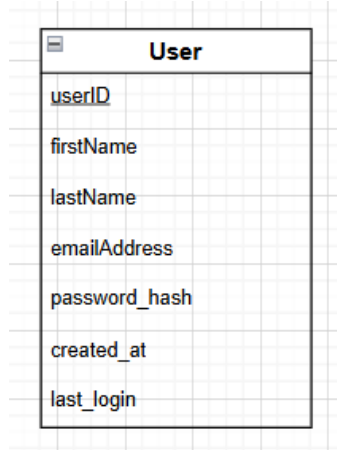 User
userID
firstName
lastName
emailAddress
password_hash
created_at
last_login